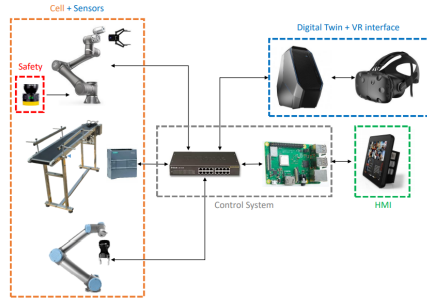 Cell + Sensors
Digital Twin + VR interface
Safety
Control System
HMI